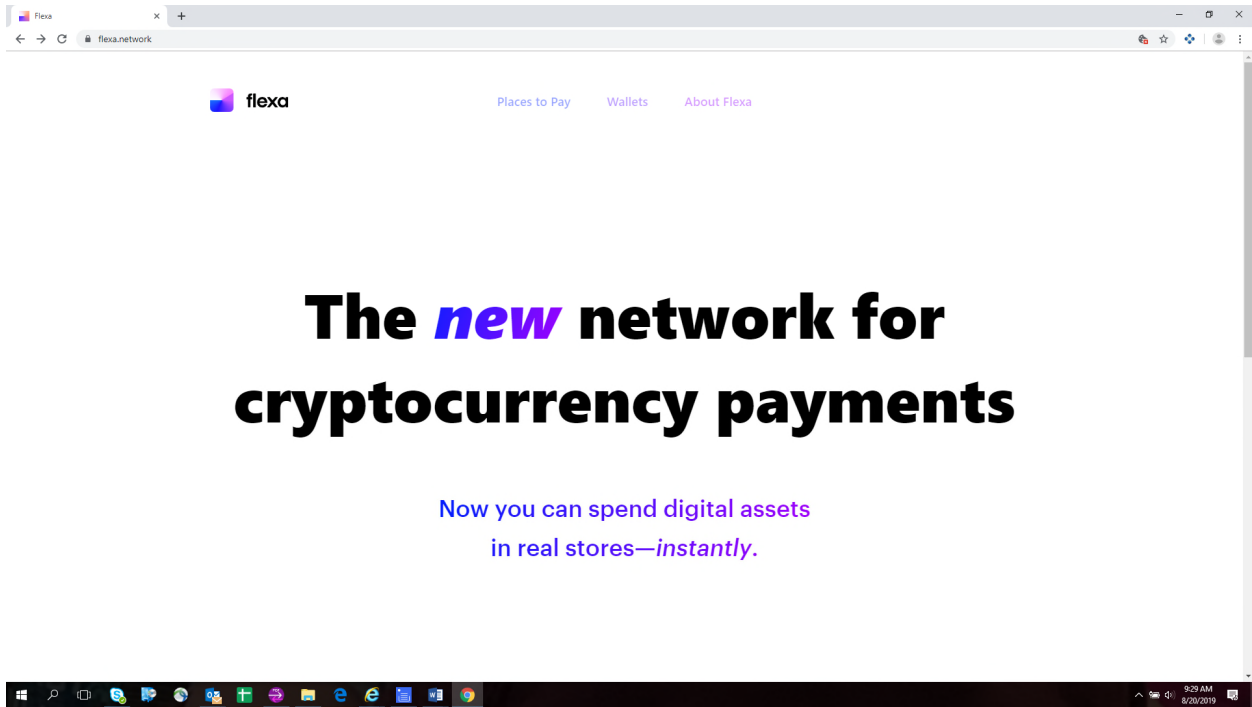 Flexa
flexa.network
flexa
Places to Pay Wallets About Flexa
The new network for
cryptocurrency payments
Now you can spend digital assets
in real stores—instantly.
9:29 AM
8/20/2019